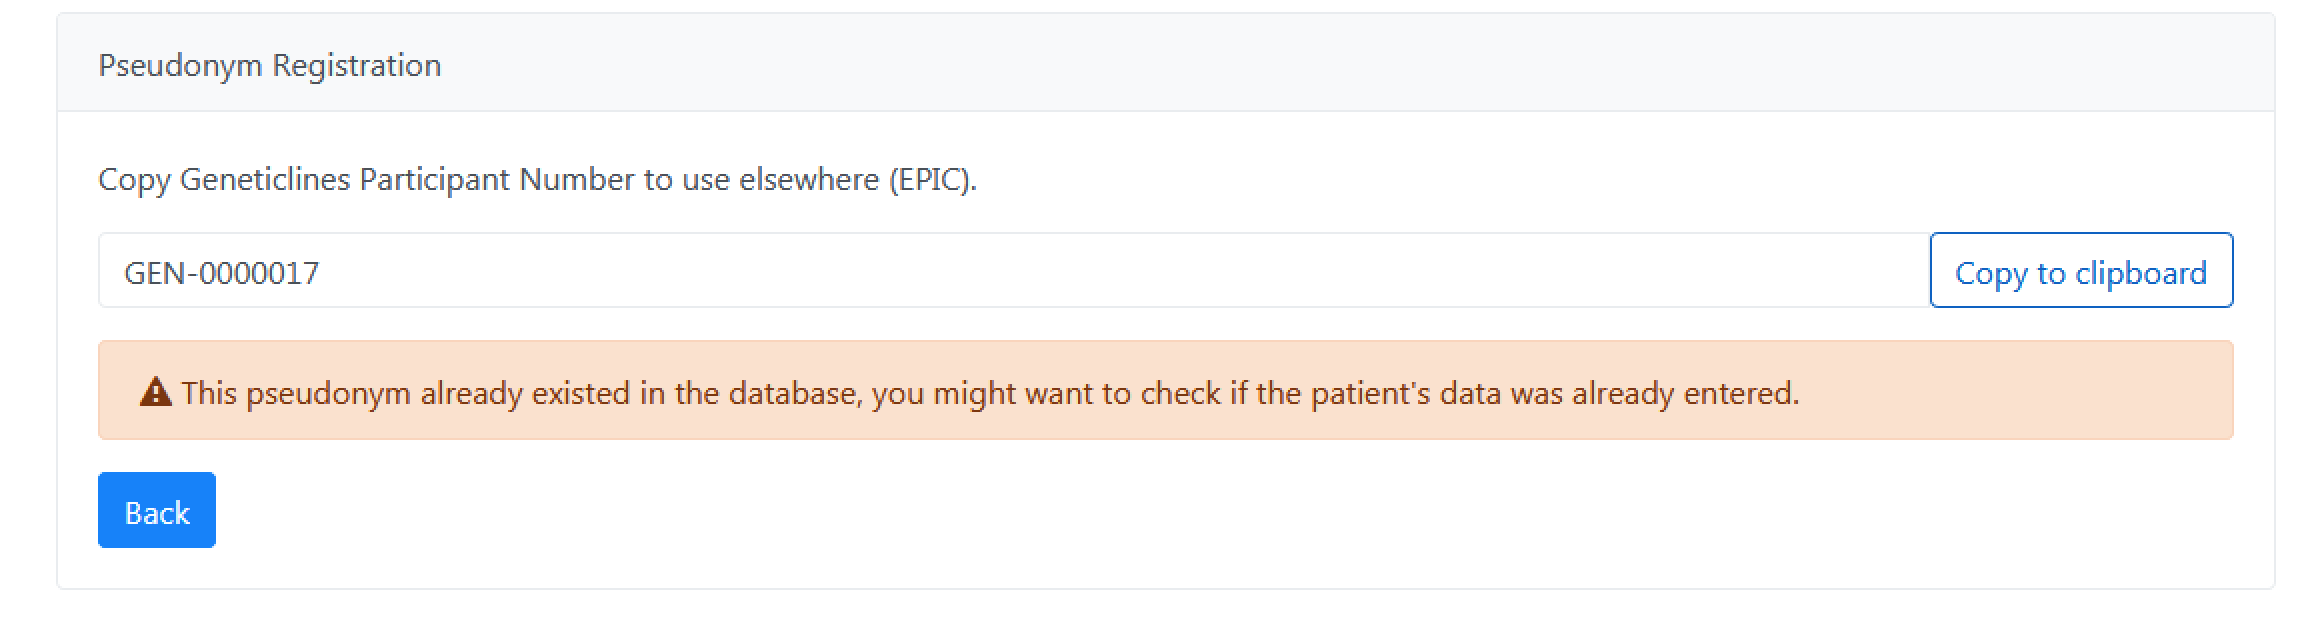 Pseudonym Registration
Copy Geneticlines Participant Number to use elsewhere (EPIC).
GEN-0000017
Copy to clipboard
This pseudonym already existed in the database, you might want to check if the patient's data was already entered.
Back